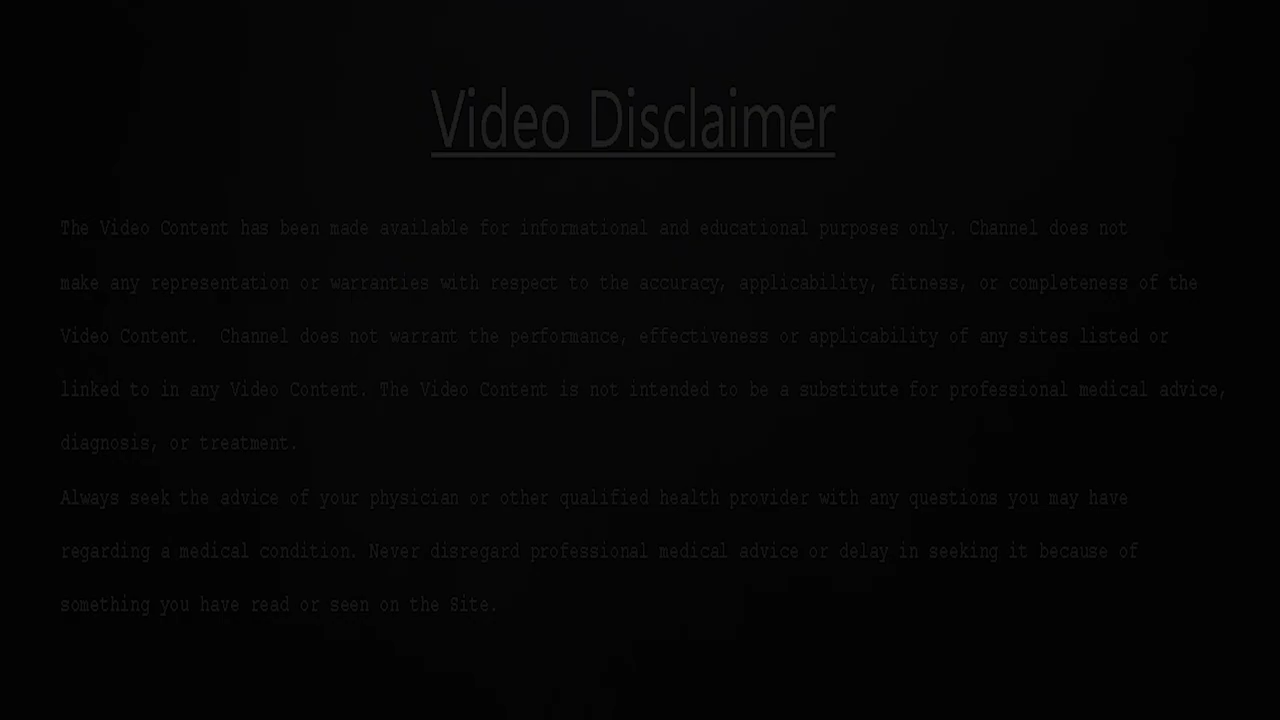 Video Disclaimer
The Video Content has been made available for informational and educational purposes only. Channel does not
make any representation or warranties with respect to the accuracy, applicability, fitness, or completeness of the
Video Content.  Channel does not warrant the performance, effectiveness or applicability of any sites listed or
linked to in any Video Content. The Video Content is not intended to be a substitute for professional medical advice,
diagnosis, or treatment.
Always seek the advice of your physician or other qualified health provider with any questions you may have
regarding a medical condition. Never disregard professional medical advice or delay in seeking it because of
something you have read or seen on the Site.